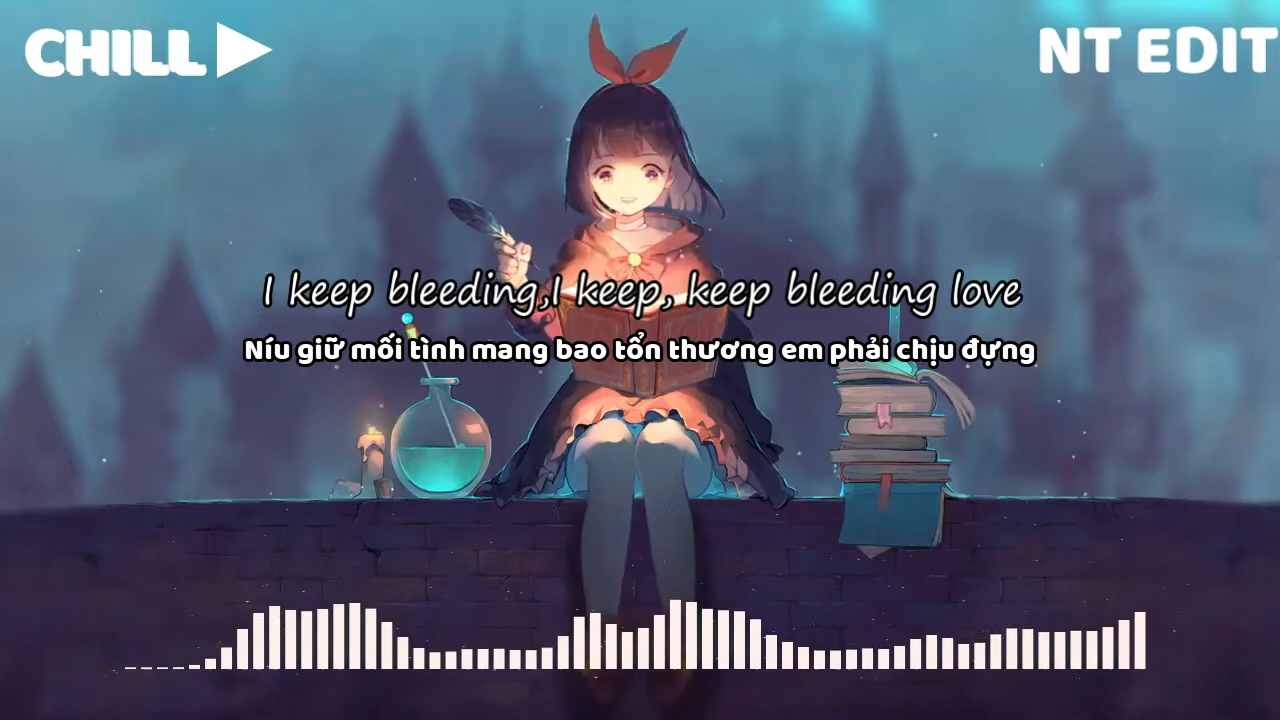 CHILL
NT EDIT
I keep bleeding,I keep, keep bleeding love
Níu giữ mối tình mang bao tổn thương em phải chịu đựng